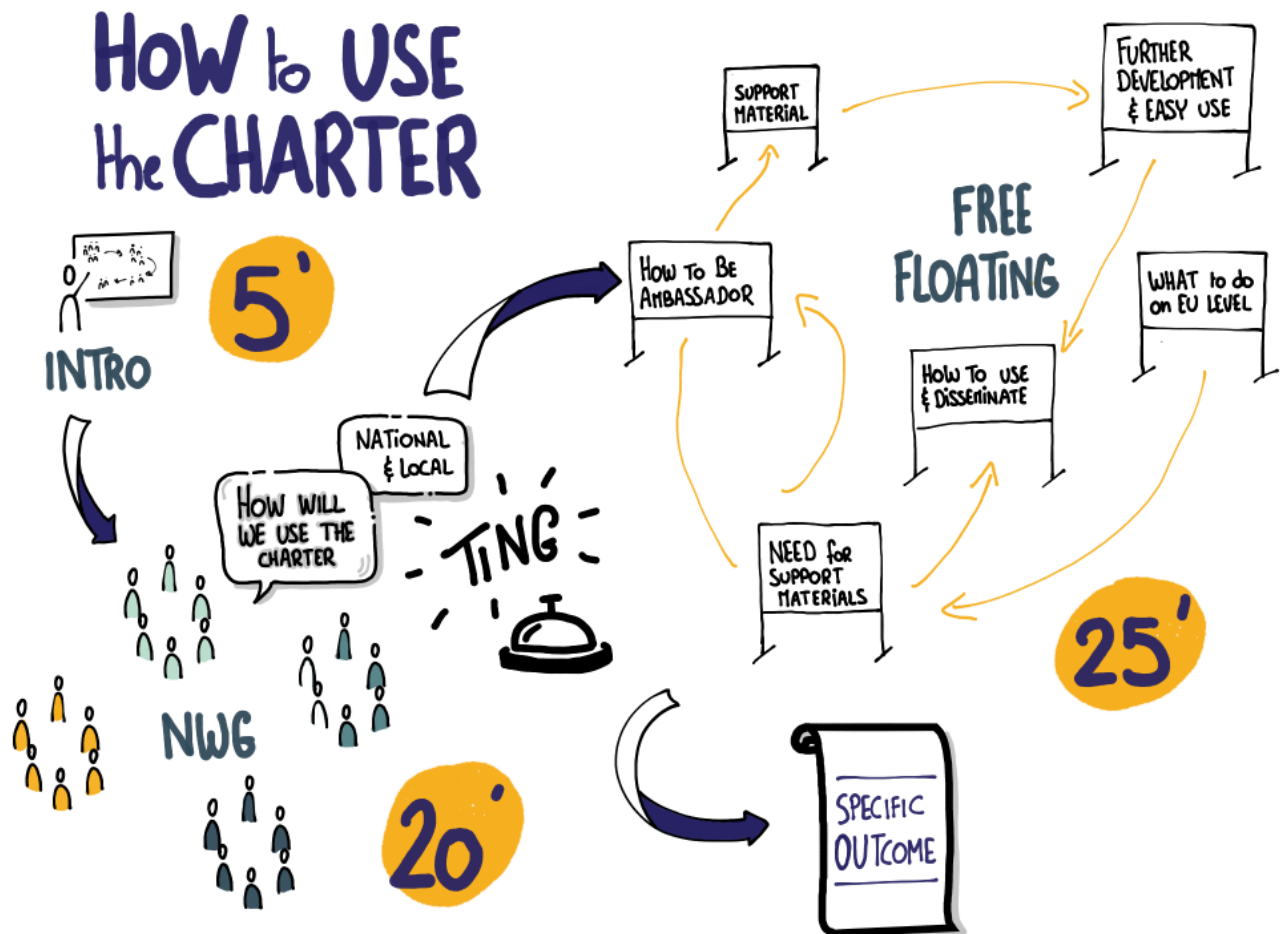 HOW to USE
the CHARTER
5'
INTRO
NATIONAL
& LOCAL
HOW WILL
WE USE THE
CHARTER
TING
NWG
20'
HOW TO BE
AMBASSADOR
SUPPORT
MATERIAL
FURTHER
DEVELOPMENT
& EASY USE
FREE
FLOATING
WHAT to do
on EU LEVEL
HOW TO USE
& DISSEMINATE
NEED for
SUPPORT
MATERIALS
25'
SPECIFIC
OUTCOME